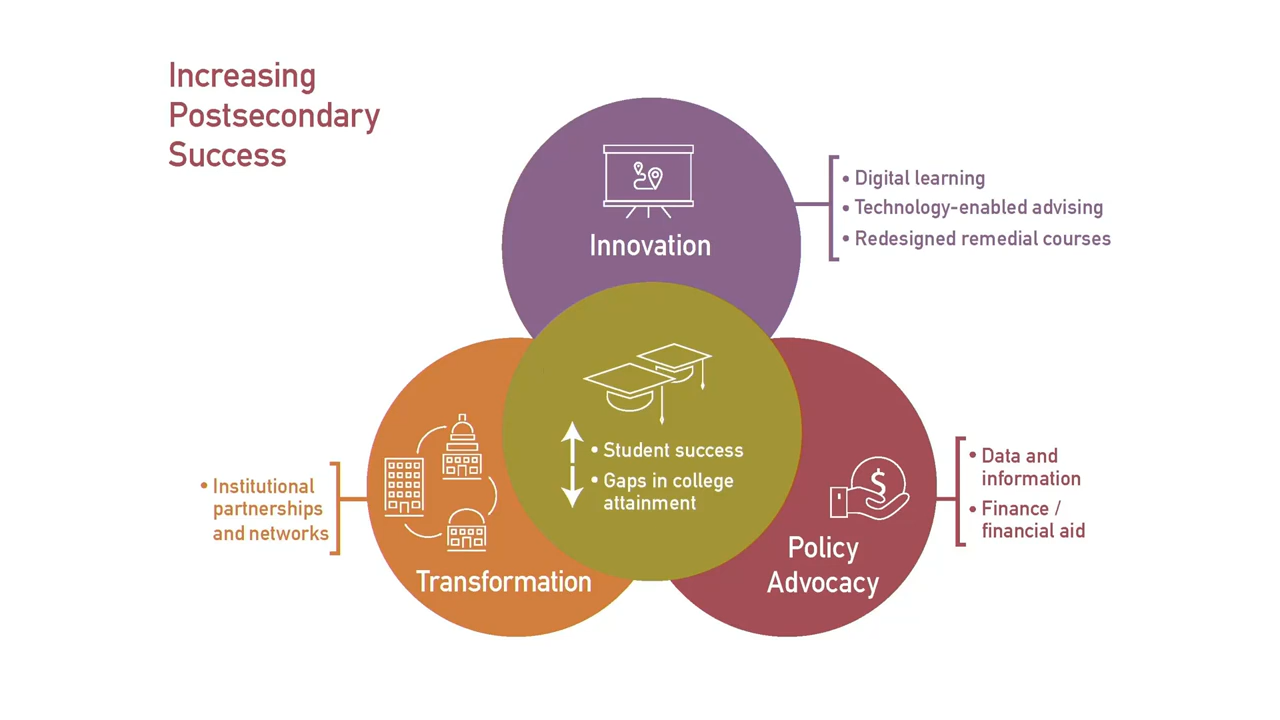 Increasing
Postsecondary
Success
Innovation
• Digital learning
• Technology-enabled advising
• Redesigned remedial courses
• Student success
• Gaps in college
attainment
• Institutional
partnerships
and networks
Transformation
$
Policy
Advocacy
• Data and
information
• Finance /
financial aid